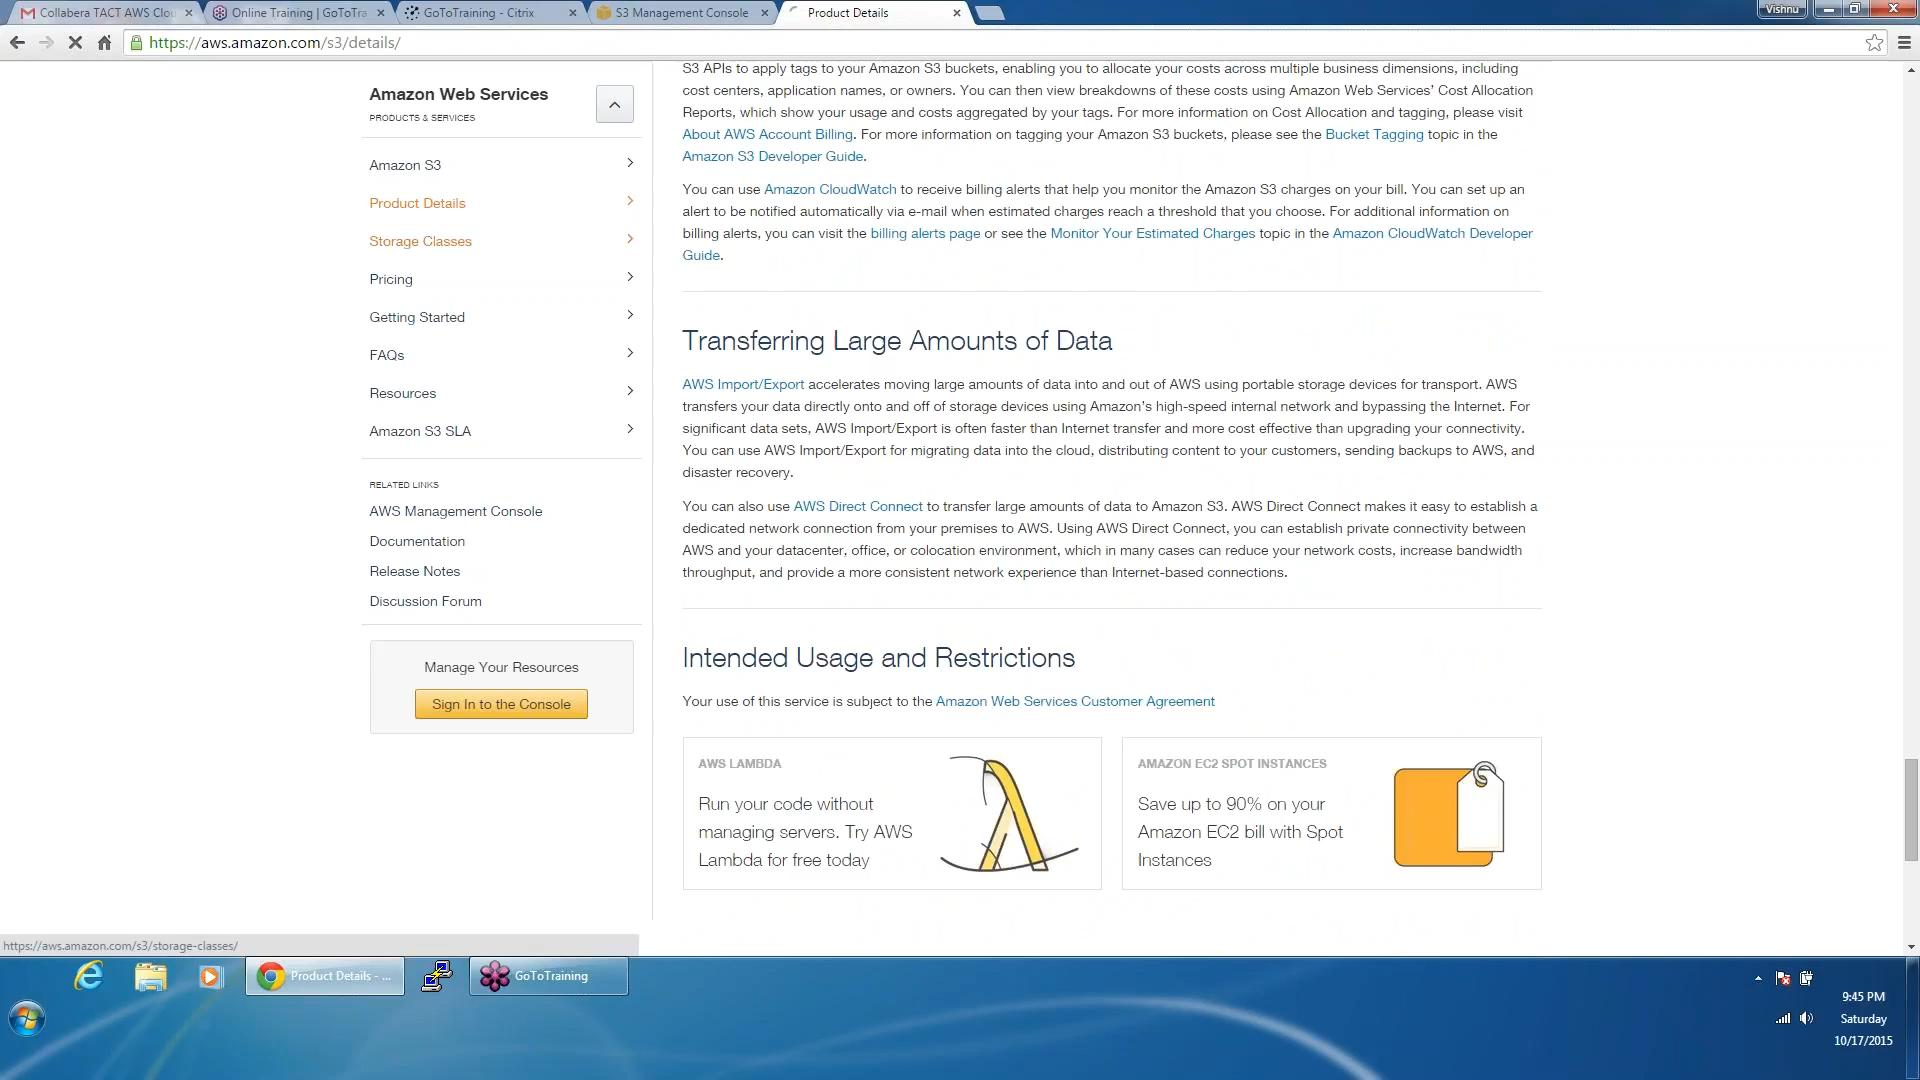 Collabera TACT AWS Clou
Online Training | GoToTra
GoToTraining - Citrix
S3 Management Console
Product Details
Vishnu
https://aws.amazon.com/s3/details/
Amazon Web Services
PRODUCTS & SERVICES
Amazon S3
Product Details
Storage Classes
Pricing
Getting Started
FAQs
Resources
Amazon S3 SLA
RELATED LINKS
AWS Management Console
Documentation
Release Notes
Discussion Forum
Manage Your Resources
Sign In to the Console
S3 APIs to apply tags to your Amazon S3 buckets, enabling you to allocate your costs across multiple business dimensions, including
cost centers, application names, or owners. You can then view breakdowns of these costs using Amazon Web Services' Cost Allocation
Reports, which show your usage and costs aggregated by your tags. For more information on Cost Allocation and tagging, please visit
About AWS Account Billing. For more information on tagging your Amazon S3 buckets, please see the Bucket Tagging topic in the
Amazon S3 Developer Guide.
You can use Amazon CloudWatch to receive billing alerts that help you monitor the Amazon S3 charges on your bill. You can set up an
alert to be notified automatically via e-mail when estimated charges reach a threshold that you choose. For additional information on
billing alerts, you can visit the billing alerts page or see the Monitor Your Estimated Charges topic in the Amazon CloudWatch Developer
Guide.
Transferring Large Amounts of Data
AWS Import/Export accelerates moving large amounts of data into and out of AWS using portable storage devices for transport. AWS
transfers your data directly onto and off of storage devices using Amazon's high-speed internal network and bypassing the Internet. For
significant data sets, AWS Import/Export is often faster than Internet transfer and more cost effective than upgrading your connectivity.
You can use AWS Import/Export for migrating data into the cloud, distributing content to your customers, sending backups to AWS, and
disaster recovery.
You can also use AWS Direct Connect to transfer large amounts of data to Amazon S3. AWS Direct Connect makes it easy to establish a
dedicated network connection from your premises to AWS. Using AWS Direct Connect, you can establish private connectivity between
AWS and your datacenter, office, or colocation environment, which in many cases can reduce your network costs, increase bandwidth
throughput, and provide a more consistent network experience than Internet-based connections.
Intended Usage and Restrictions
Your use of this service is subject to the Amazon Web Services Customer Agreement
AWS LAMBDA
Run your code without
managing servers. Try AWS
Lambda for free today
AMAZON EC2 SPOT INSTANCES
Save up to 90% on your
Amazon EC2 bill with Spot
Instances
https://aws.amazon.com/s3/storage-classes/
Product Details - ...
GoToTraining
9:45 PM
Saturday
10/17/2015